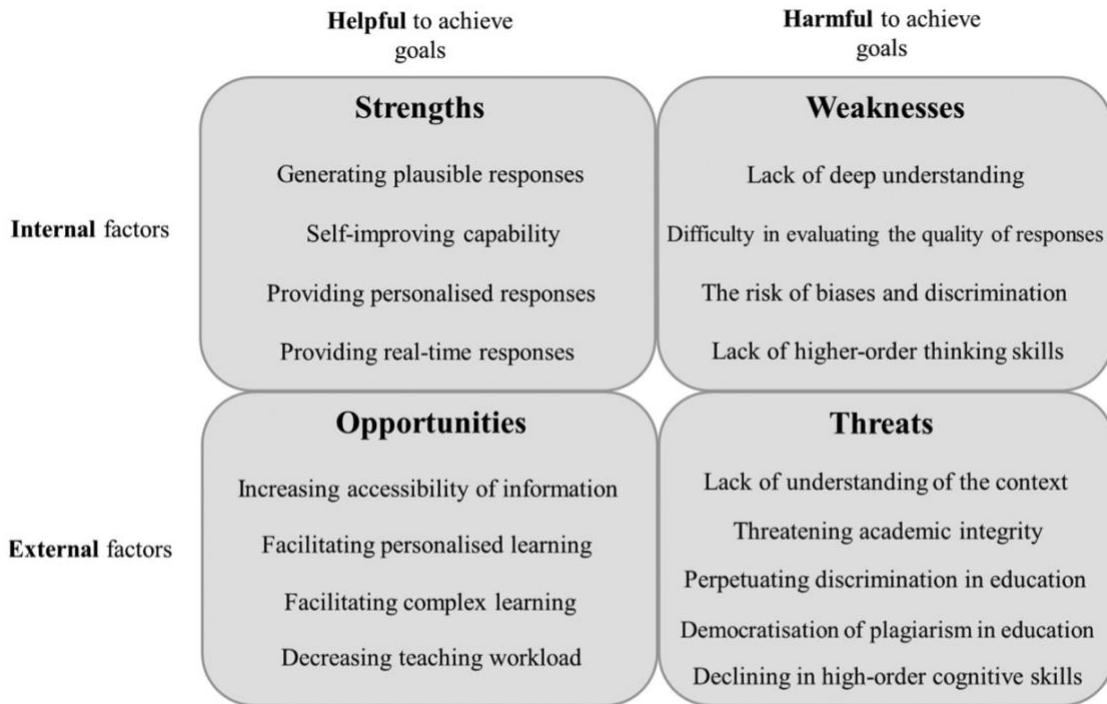 Helpful to achieve
goals
Harmful to achieve
goals
Internal factors
Strengths
Generating plausible responses
Self-improving capability
Providing personalised responses
Providing real-time responses
Weaknesses
Lack of deep understanding
Difficulty in evaluating the quality of responses
The risk of biases and discrimination
Lack of higher-order thinking skills
External factors
Opportunities
Increasing accessibility of information
Facilitating personalised learning
Facilitating complex learning
Decreasing teaching workload
Threats
Lack of understanding of the context
Threatening academic integrity
Perpetuating discrimination in education
Democratisation of plagiarism in education
Declining in high-order cognitive skills